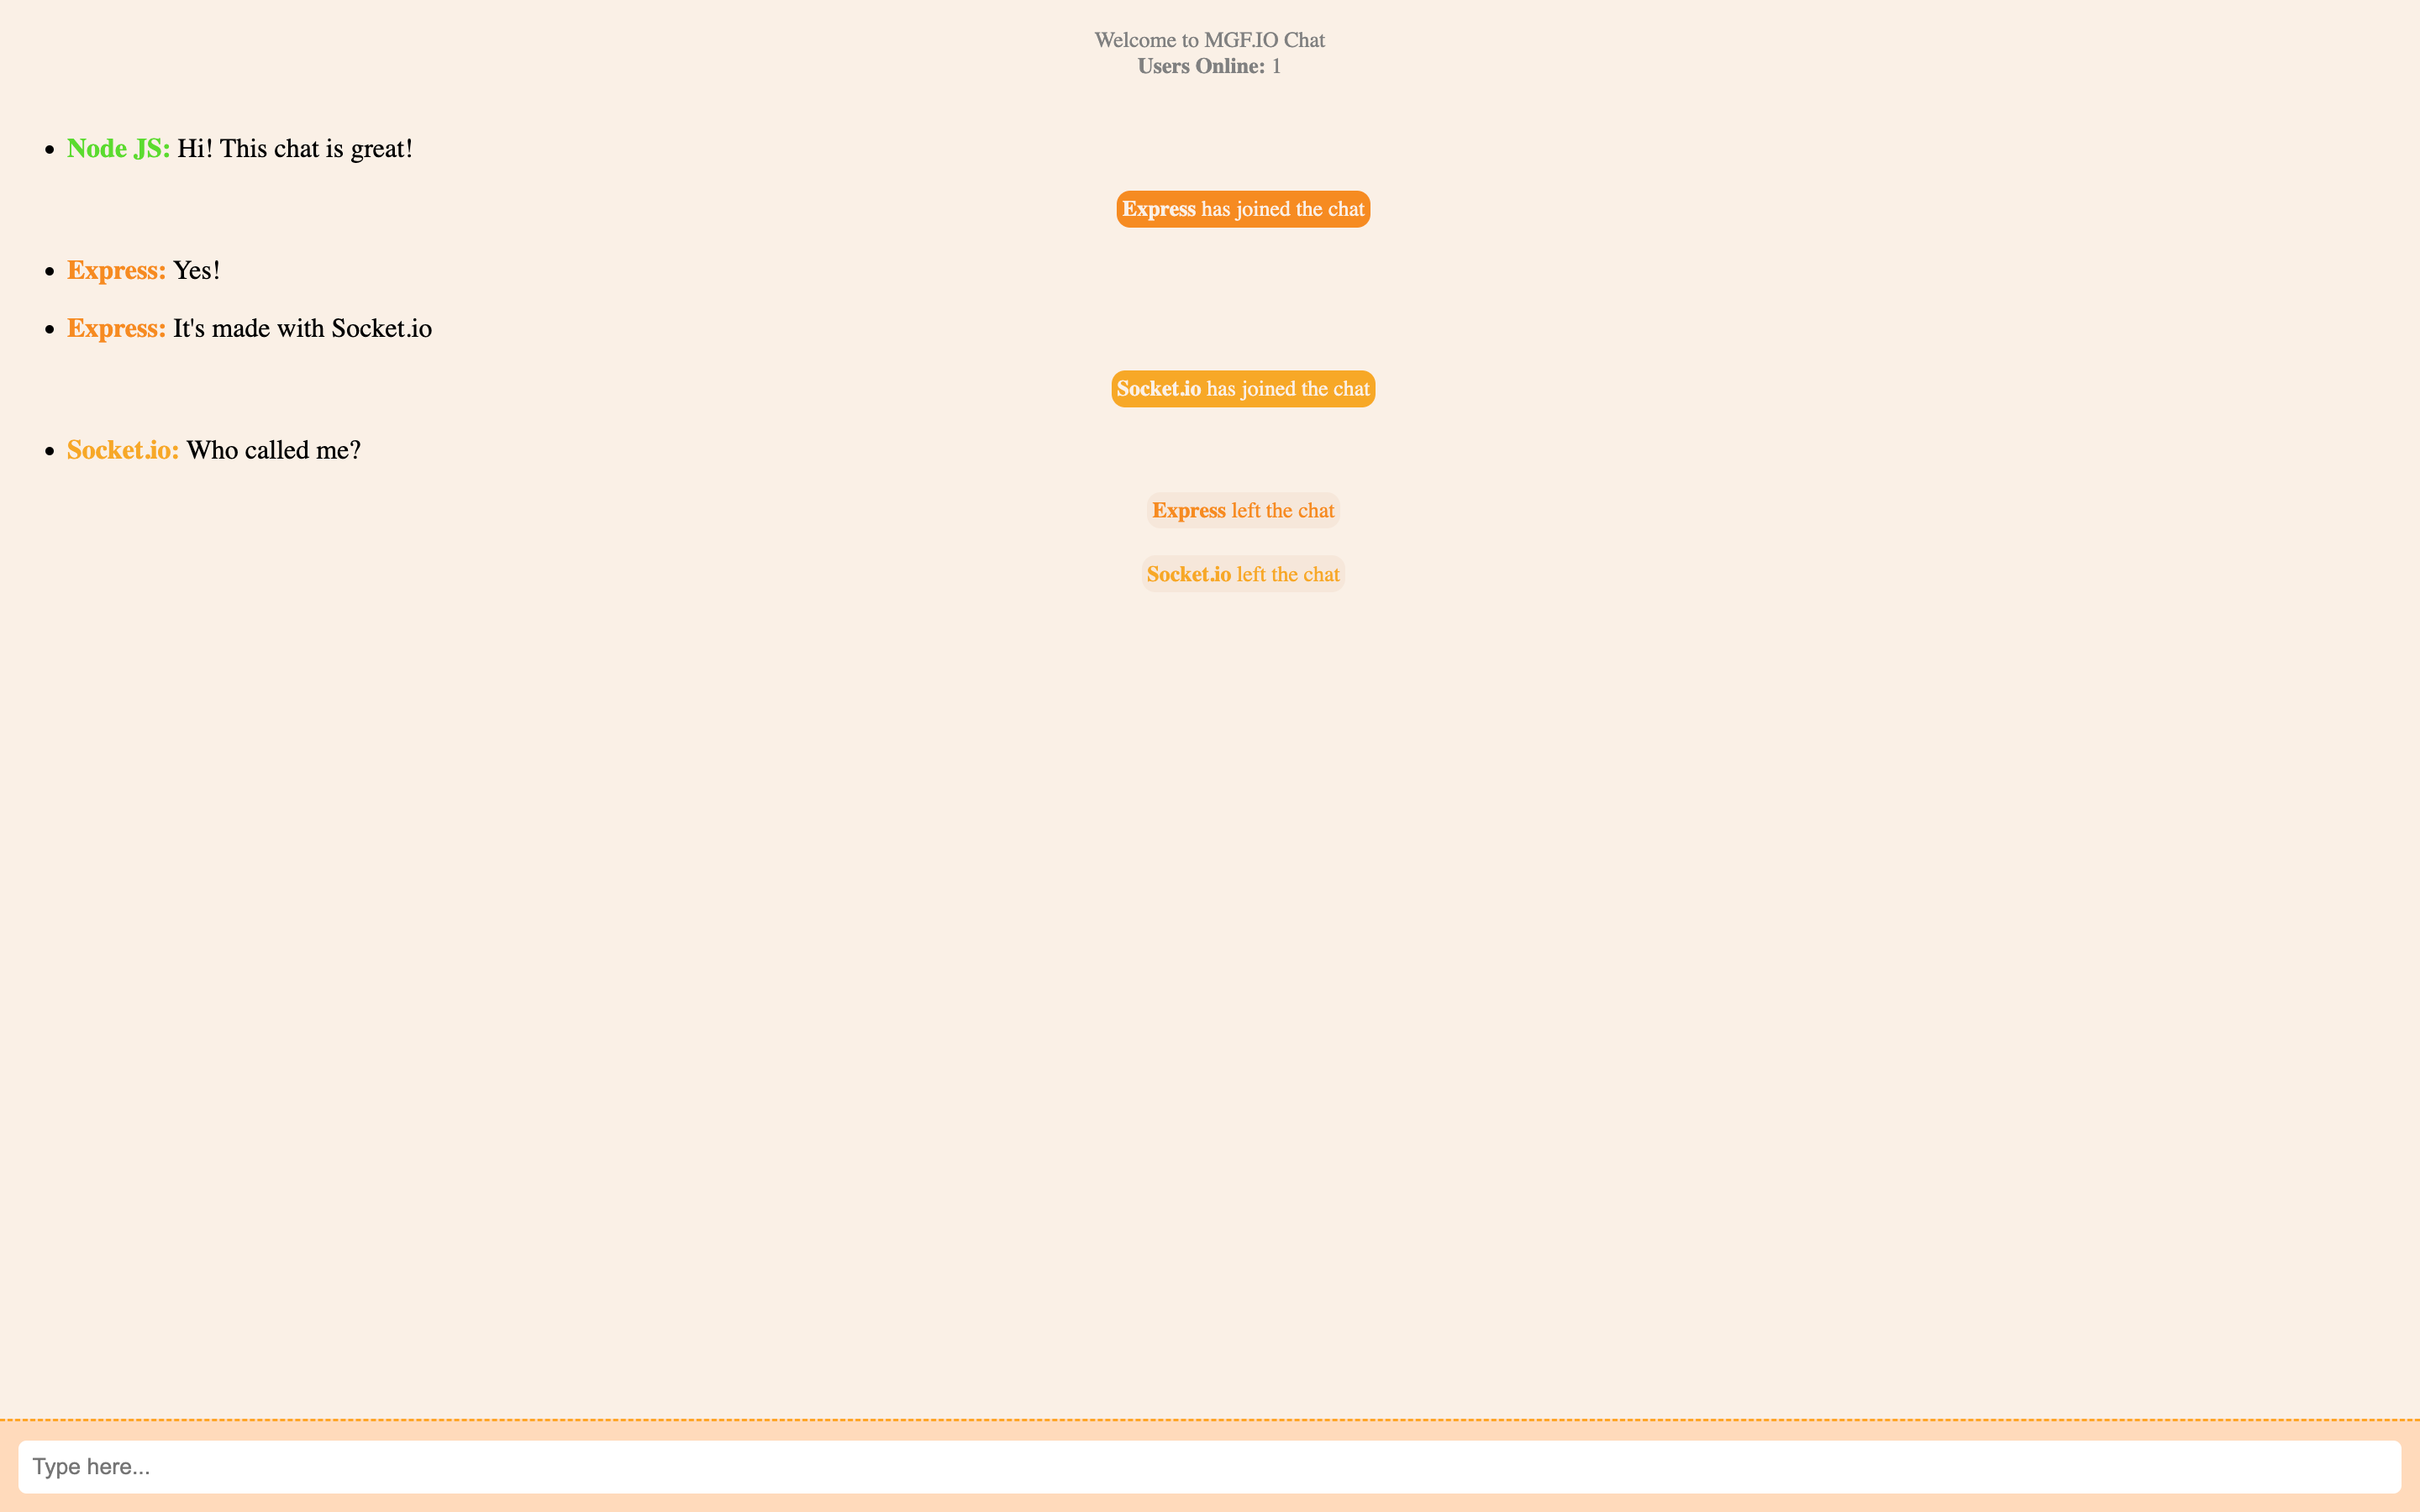 Welcome to MGF.IO Chat
Users Online: 1
Node JS: Hi! This chat is great!
Express has joined the chat
Express: Yes!
Express: It's made with Socket.io
Socket.io has joined the chat
Socket.io: Who called me?
Express left the chat
Socket.io left the chat
Type here...